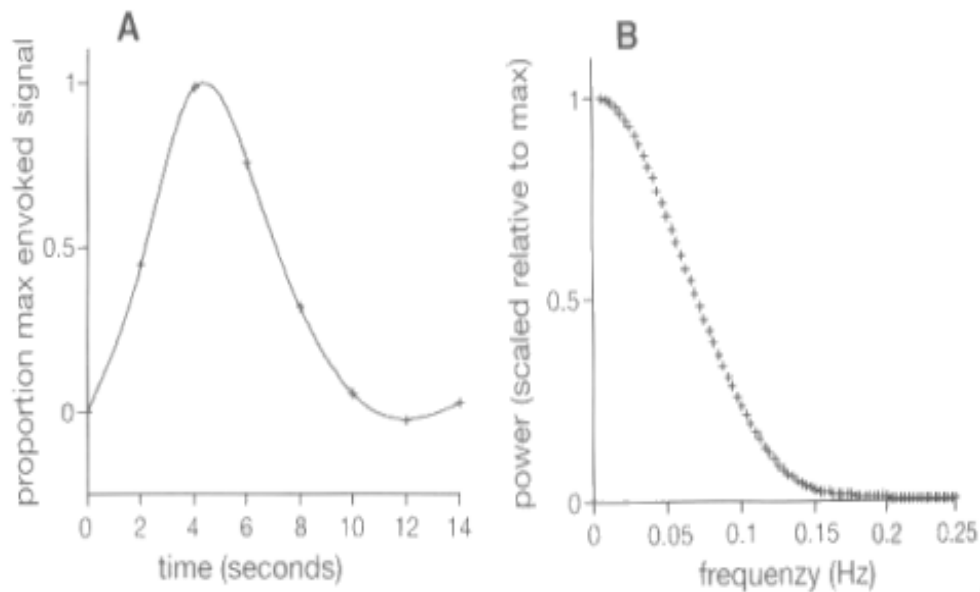 A
proportion max envoked signal
1
0.5
0
0 2 4 6 8 10 12 14
time (seconds)
B
power (scaled relative to max)
1
0.5
0
0 0.05 0.1 0.15 0.2 0.25
frequenzy (Hz)